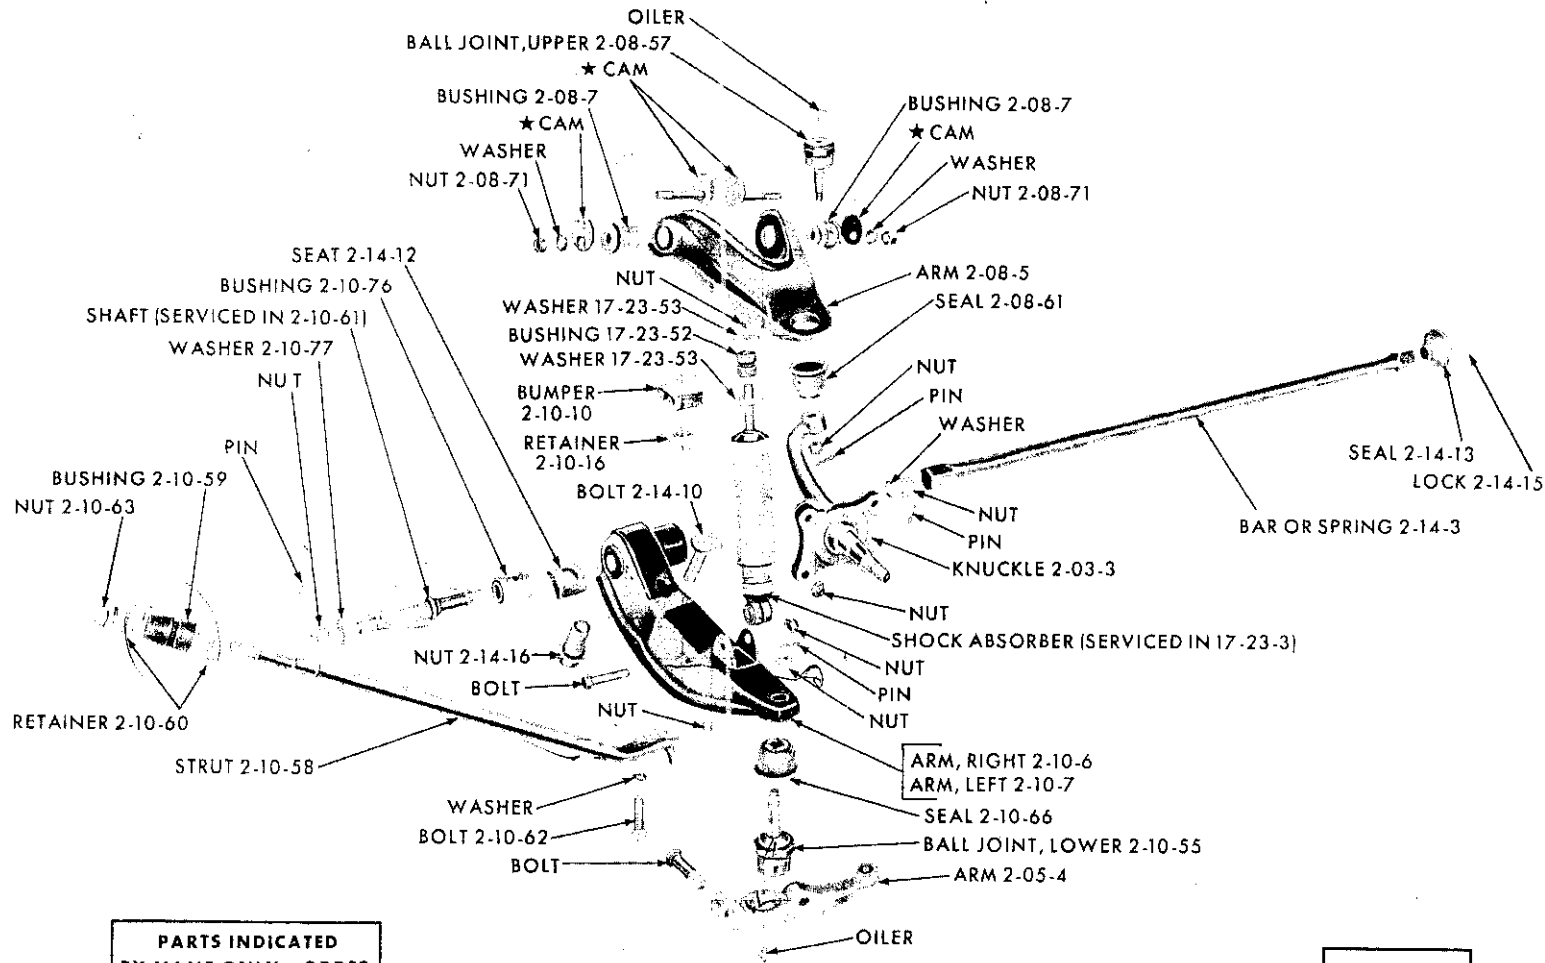 OILER
BALL JOINT, UPPER 2-08-57
★ CAM
BUSHING 2-08-7
★ CAM
WASHER
NUT 2-08-71
BUSHING 2-08-7
★ CAM
WASHER
NUT 2-08-71
SEAT 2-14-12
BUSHING 2-10-76
SHAFT (SERVICED IN 2-10-61)
WASHER 2-10-77
NUT
PIN
BUSHING 2-10-59
NUT 2-10-63
NUT
WASHER 17-23-53
BUSHING 17-23-52
WASHER 17-23-53
BUMPER
2-10-10
RETAINER
2-10-16
BOLT 2-14-10
ARM 2-08-5
SEAL 2-08-61
NUT
PIN
WASHER
SEAL 2-14-13
LOCK 2-14-15
BAR OR SPRING 2-14-3
NUT
PIN
KNUCKLE 2-03-3
NUT
SHOCK ABSORBER (SERVICED IN 17-23-3)
NUT
PIN
NUT
NUT 2-14-16
BOLT
NUT
RETAINER 2-10-60
STRUT 2-10-58
WASHER
BOLT 2-10-62
BOLT
ARM, RIGHT 2-10-6
ARM, LEFT 2-10-7
SEAL 2-10-66
BALL JOINT, LOWER 2-10-55
ARM 2-05-4
OILER
PARTS INDICATED